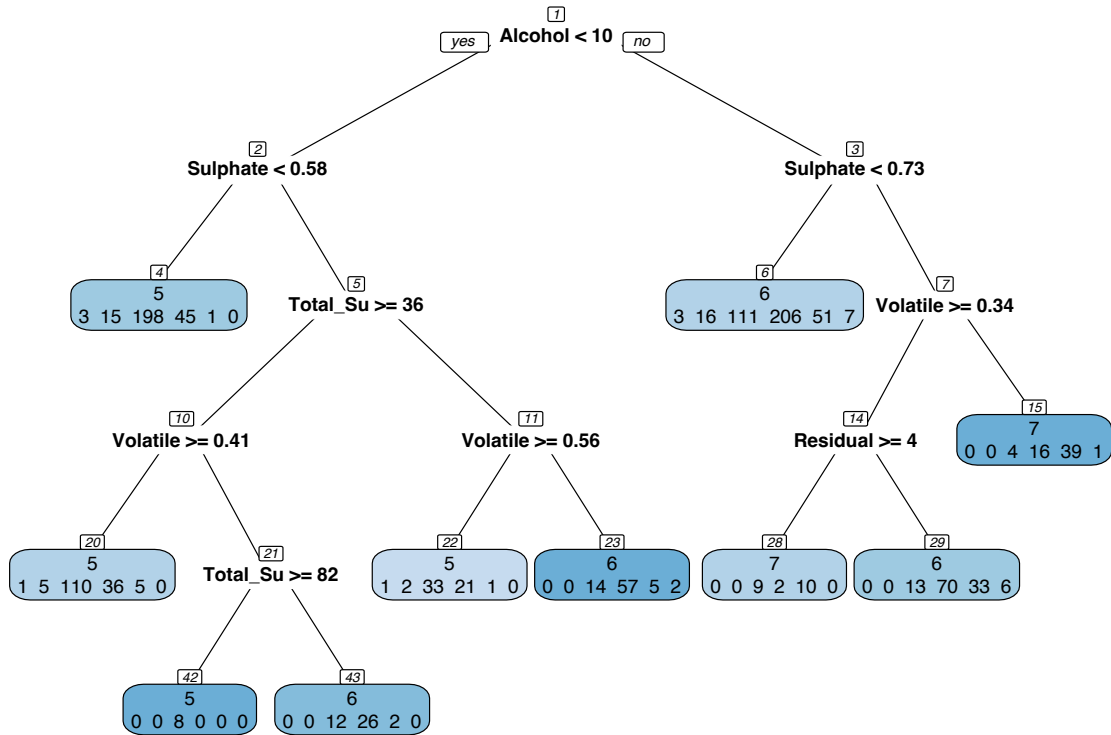 1
Alcohol < 10
yes
no
2
Sulphate < 0.58
3
Sulphate < 0.73
4
5
3 15 198 45 1 0
5
Total_Su >= 36
6
6
3 16 111 206 51 7
7
Volatile >= 0.34
10
Volatile >= 0.41
11
Volatile >= 0.56
14
Residual >= 4
15
7
0 0 4 16 39 1
20
5
1 5 110 36 5 0
21
Total_Su >= 82
22
5
1 2 33 21 1 0
23
6
0 0 14 57 5 2
28
7
0 0 9 2 10 0
29
6
0 0 13 70 33 6
42
5
0 0 8 0 0 0
43
6
0 0 12 26 2 0